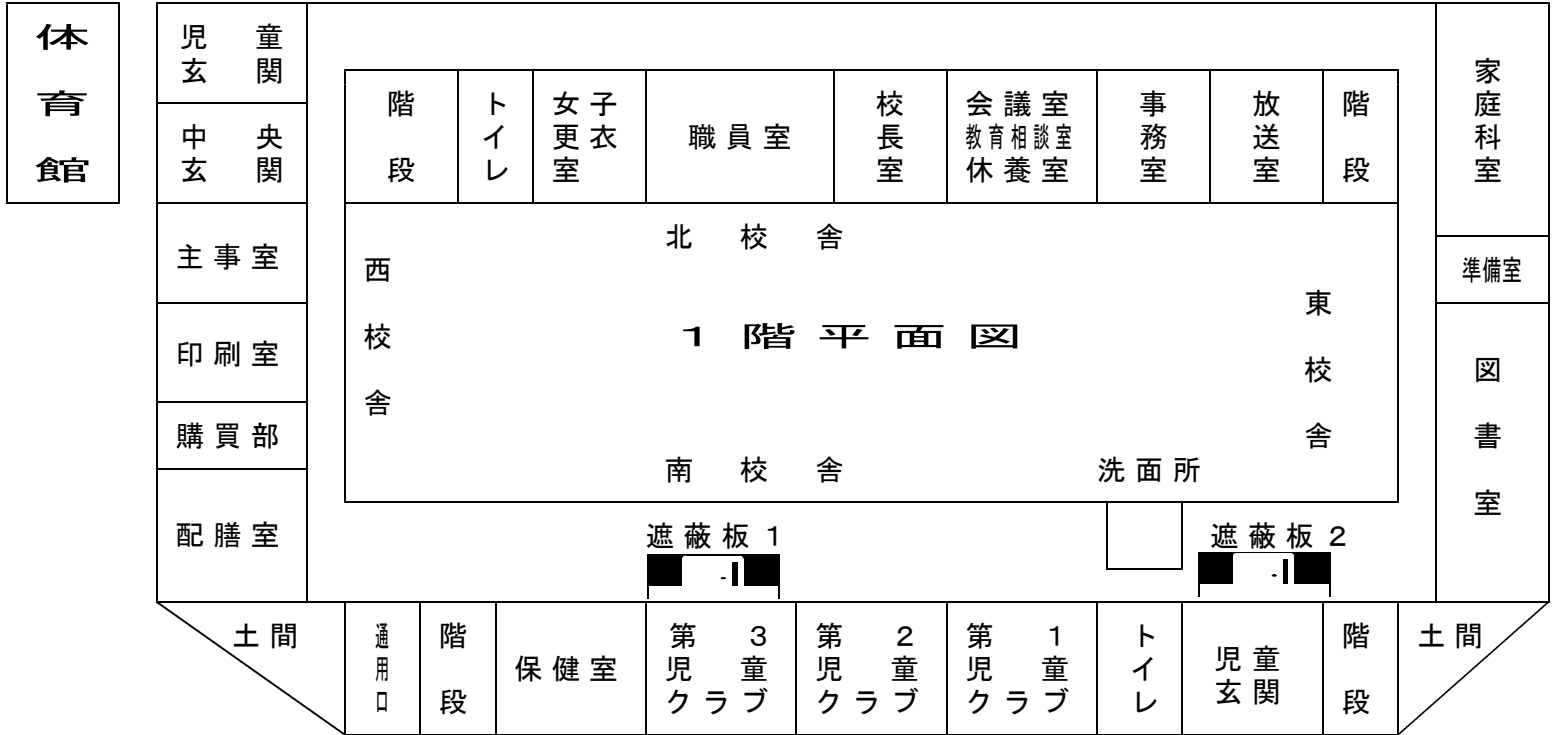 体育館
児童
玄関
中央
玄関
主事室
印刷室
購買部
配膳室
階段
トイレ
女子
更衣
室
職員室
校長室
会議室
教育相談室
休養室
事務室
放送室
階段
家庭科室
準備室
図書室
北校舎
西校舎
1階平面図
東校舎
南校舎
洗面所
遮蔽板1
遮蔽板2
土間
通用口
階段
保健室
第3
児童
クラブ
第2
児童
クラブ
第1
児童
クラブ
トイレ
児童
玄関
階段
土間